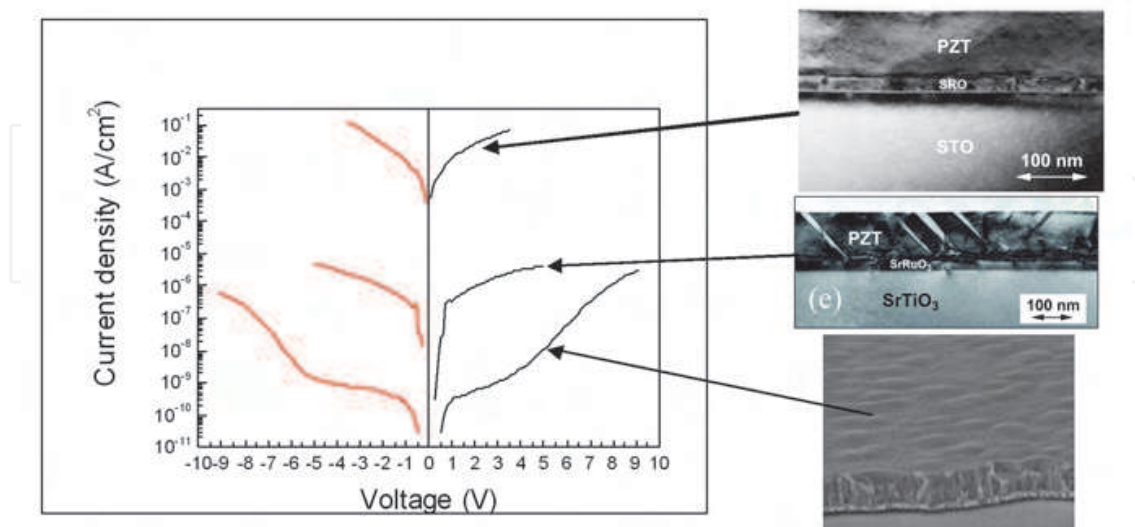 Current density (A/cm²)
10⁻¹
10⁻²
10⁻³
10⁻⁴
10⁻⁵
10⁻⁶
10⁻⁷
10⁻⁸
10⁻⁹
10⁻¹⁰
10⁻¹¹
-10 -9 -8 -7 -6 -5 -4 -3 -2 -1 0 1 2 3 4 5 6 7 8 9 10
Voltage (V)
PZT
SRO
STO
100 nm
PZT
SrRuO₃
(e)
SrTiO₃
100 nm